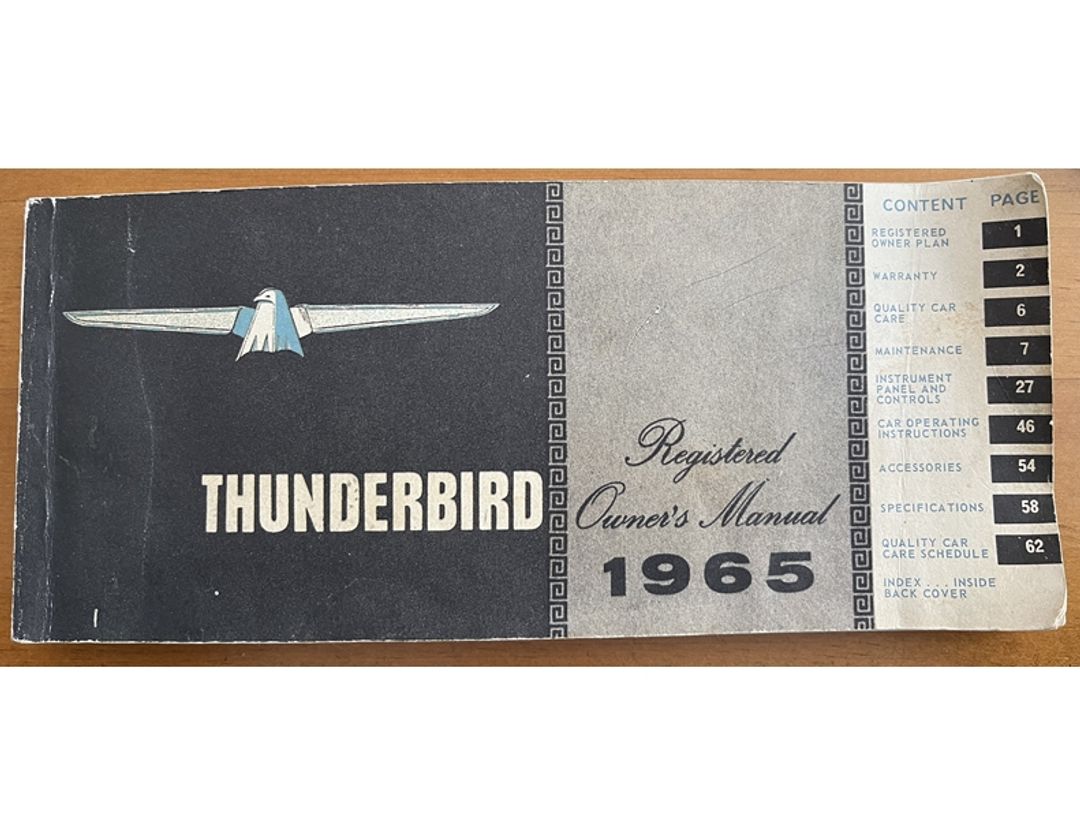 THUNDERBIRD
Registered
Owner's Manual
1965
CONTENT PAGE
REGISTERED
OWNER PLAN 1
WARRANTY 2
QUALITY CAR
CARE 6
MAINTENANCE 7
INSTRUMENT
PANEL AND
CONTROLS 27
CAR OPERATING
INSTRUCTIONS 46
ACCESSORIES 54
SPECIFICATIONS 58
QUALITY CAR
CARE SCHEDULE 62
INDEX . . . INSIDE
BACK COVER